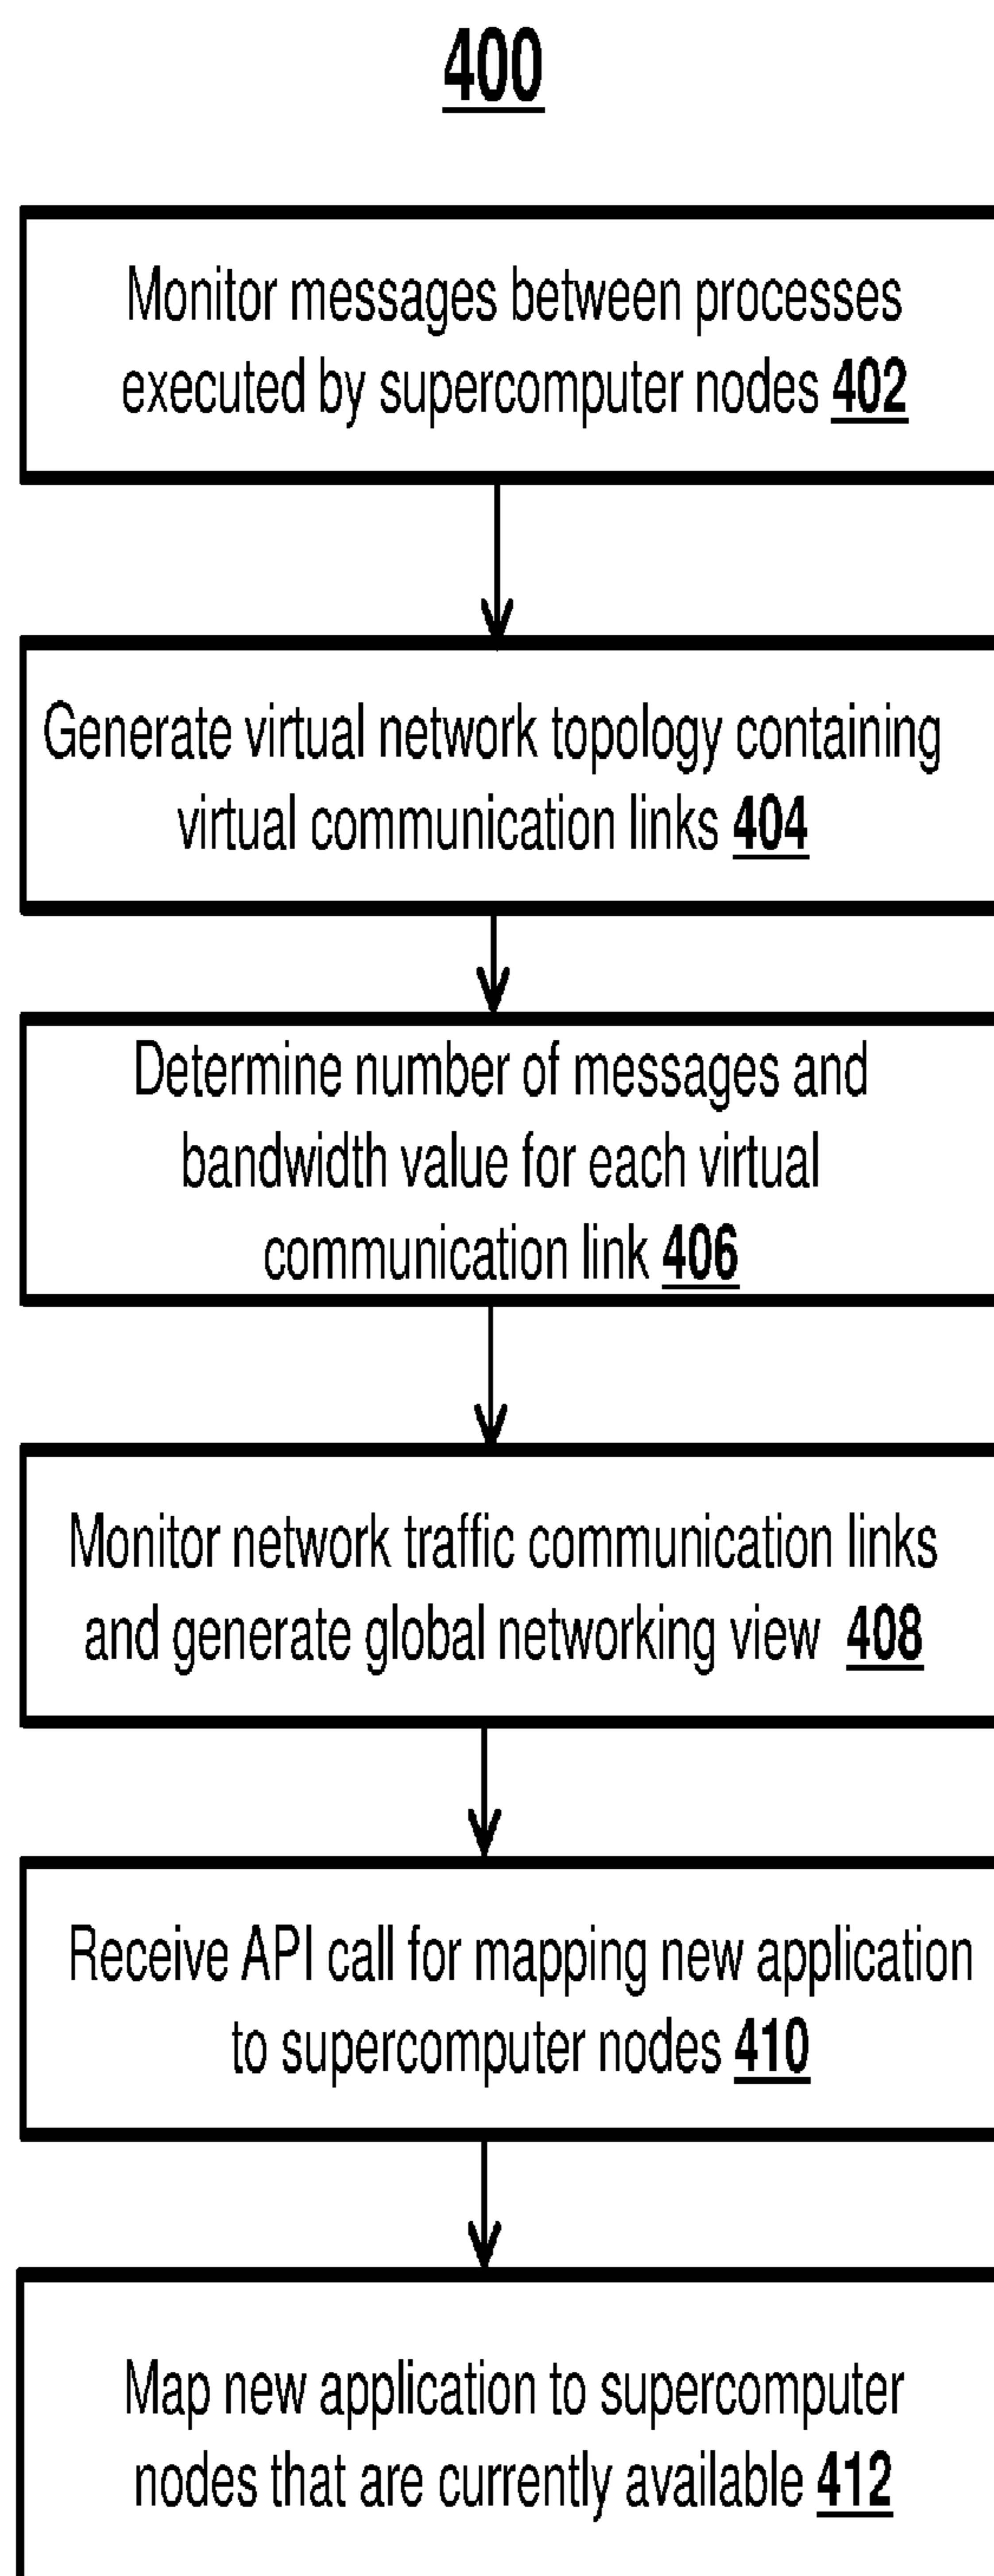 400
Monitor messages between processes
executed by supercomputer nodes 402
Generate virtual network topology containing
virtual communication links 404
Determine number of messages and
bandwidth value for each virtual
communication link 406
Monitor network traffic communication links
and generate global networking view 408
Receive API call for mapping new application
to supercomputer nodes 410
Map new application to supercomputer
nodes that are currently available 412